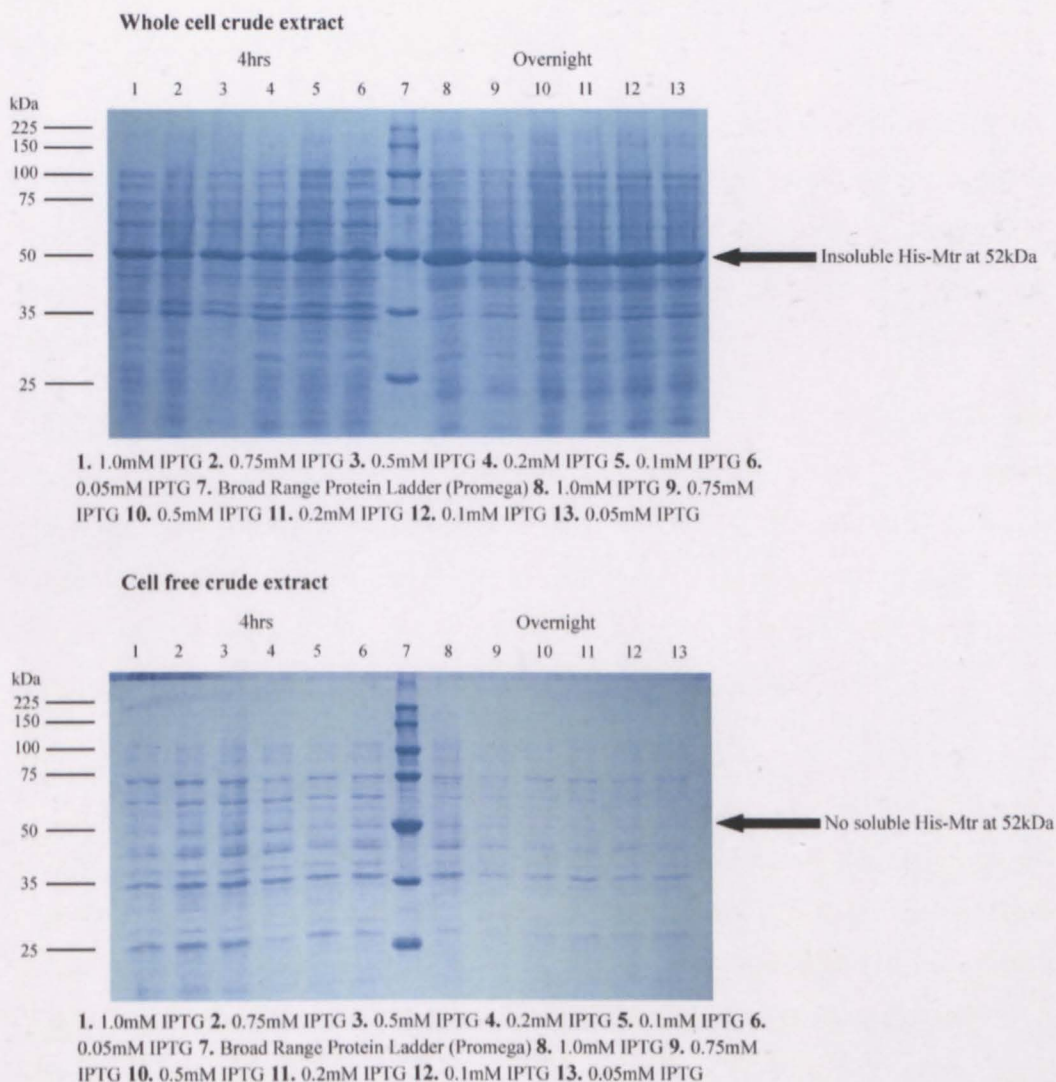 Whole cell crude extract
4hrs Overnight
1 2 3 4 5 6 7 8 9 10 11 12 13
kDa
225
150
100
75
50
35
25
Insoluble His-Mtr at 52kDa
1. 1.0mM IPTG 2. 0.75mM IPTG 3. 0.5mM IPTG 4. 0.2mM IPTG 5. 0.1mM IPTG 6.
0.05mM IPTG 7. Broad Range Protein Ladder (Promega) 8. 1.0mM IPTG 9. 0.75mM
IPTG 10. 0.5mM IPTG 11. 0.2mM IPTG 12. 0.1mM IPTG 13. 0.05mM IPTG
Cell free crude extract
4hrs Overnight
1 2 3 4 5 6 7 8 9 10 11 12 13
kDa
225
150
100
75
50
35
25
No soluble His-Mtr at 52kDa
1. 1.0mM IPTG 2. 0.75mM IPTG 3. 0.5mM IPTG 4. 0.2mM IPTG 5. 0.1mM IPTG 6.
0.05mM IPTG 7. Broad Range Protein Ladder (Promega) 8. 1.0mM IPTG 9. 0.75mM
IPTG 10. 0.5mM IPTG 11. 0.2mM IPTG 12. 0.1mM IPTG 13. 0.05mM IPTG